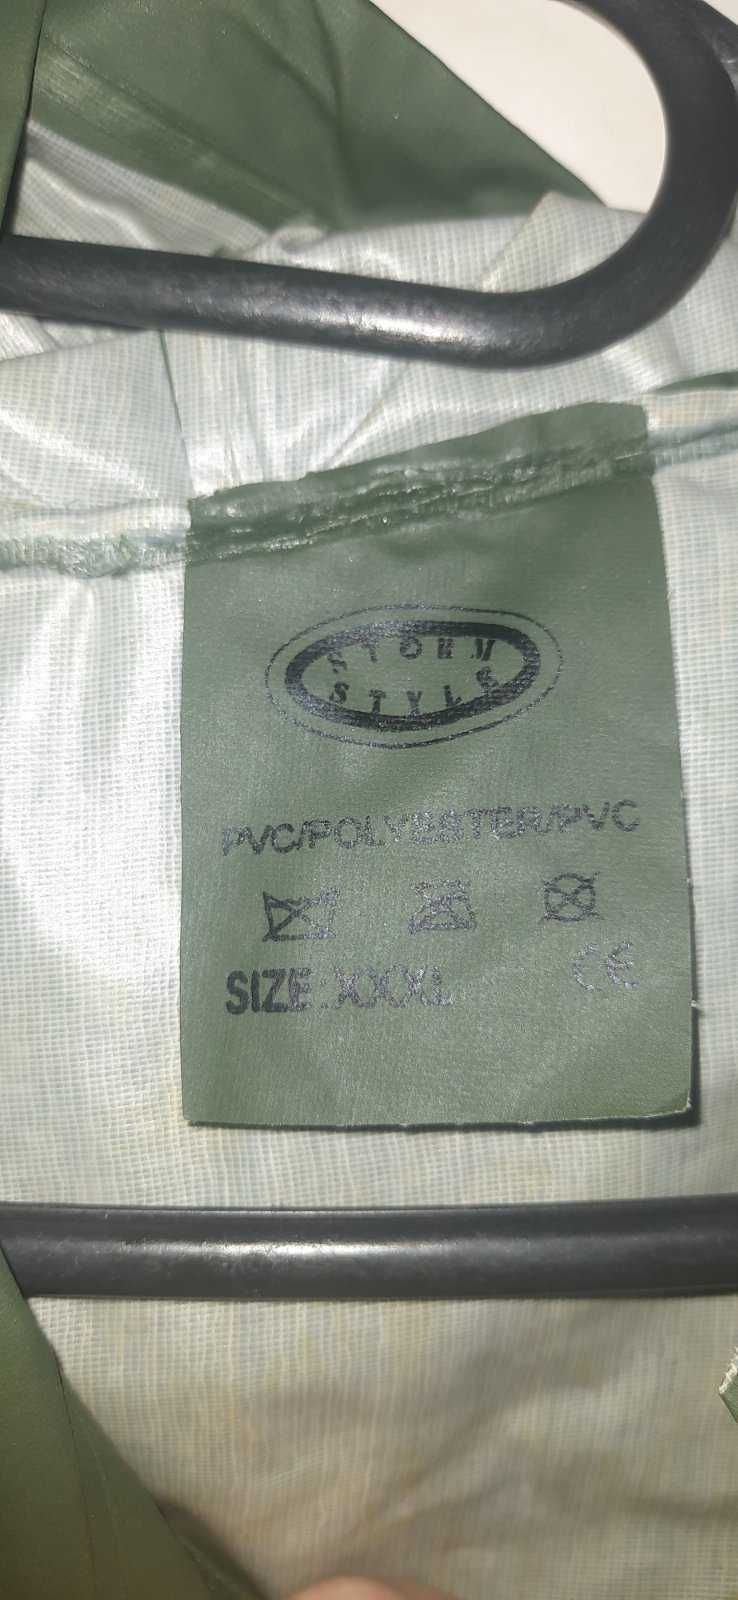 STORM
STYLE
PVC/POLYESTER/PVC
SIZE:XXXL CE